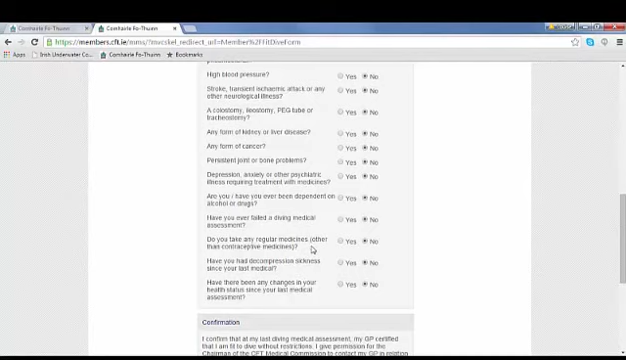 Comhairle Fo-Thuinn
Comhairle Fo-Thuinn
https://members.cft.ie/mms/?mvcskel_redirect_url=Member%2FFitDiveForm
Apps Irish Underwater Co... Comhairle Fo-Thuinn Bookmarks
High blood pressure? Yes No
Stroke, transient ischaemic attack or any Yes No
other neurological illness?
A colostomy, ileostomy, PEG tube or Yes No
tracheostomy?
Any form of kidney or liver disease? Yes No
Any form of cancer? Yes No
Persistent joint or bone problems? Yes No
Depression, anxiety or other psychiatric Yes No
illness requiring treatment with medicines?
Are you / have you ever been dependent on Yes No
alcohol or drugs?
Have you ever failed a diving medical Yes No
assessment?
Do you take any regular medicines (other Yes No
than contraceptive medicines)?
Have you had decompression sickness Yes No
since your last medical?
Have there been any changes in your Yes No
health status since your last medical
assessment?
Confirmation
I confirm that at my last diving medical assessment, my GP certified
that I am fit to dive without restrictions. I give permission for the
Chairman of the CFT Medical Commission to contact my GP in relation